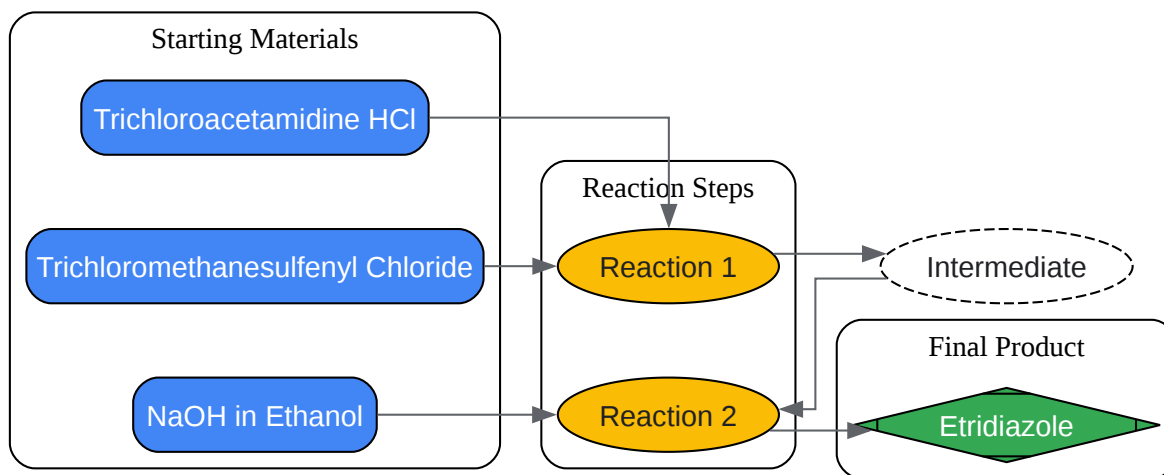 Starting Materials
Trichloroacetamidine HCl
Reaction Steps
Trichloromethanesulfenyl Chloride
Reaction 1
Intermediate
Final Product
NaOH in Ethanol
Reaction 2
Etridiazole